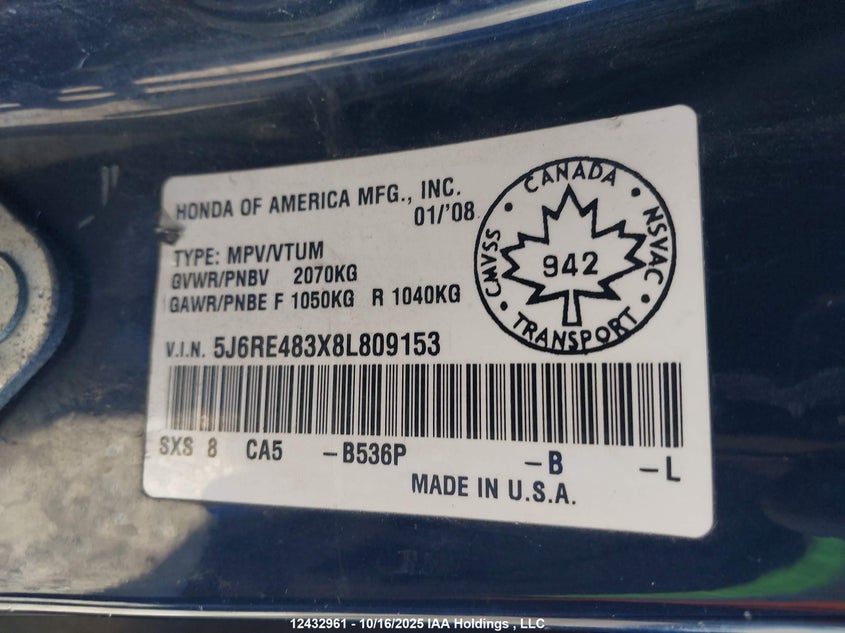 HONDA OF AMERICA MFG., INC.
01/'08
TYPE: MPV/VTUM
GVWR/PNBV 2070KG
GAWR/PNBE F 1050KG R 1040KG
V.I.N. 5J6RE483X8L809153
SXS 8 CA5 -B536P -B -L
MADE IN U.S.A.
CANADA
CMVSS
942
NSVAC
TRANSPORT
12432961 - 10/16/2025 IAA Holdings , LLC